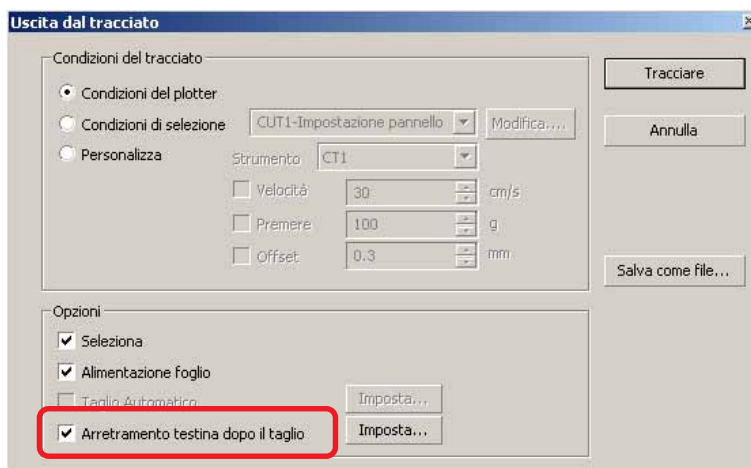 Uscita dal tracciato
Condizioni del tracciato
Condizioni del plotter
Condizioni di selezione CUT1-Impostazione pannello Modifica....
Personalizza Strumento CT1
Velocità 30 cm/s
Premere 100 g
Offset 0.3 mm
Tracciare
Annulla
Salva come file...
Opzioni
Seleziona
Alimentazione foglio
Taglio Automatico Imposta...
Arretramento testina dopo il taglio Imposta...